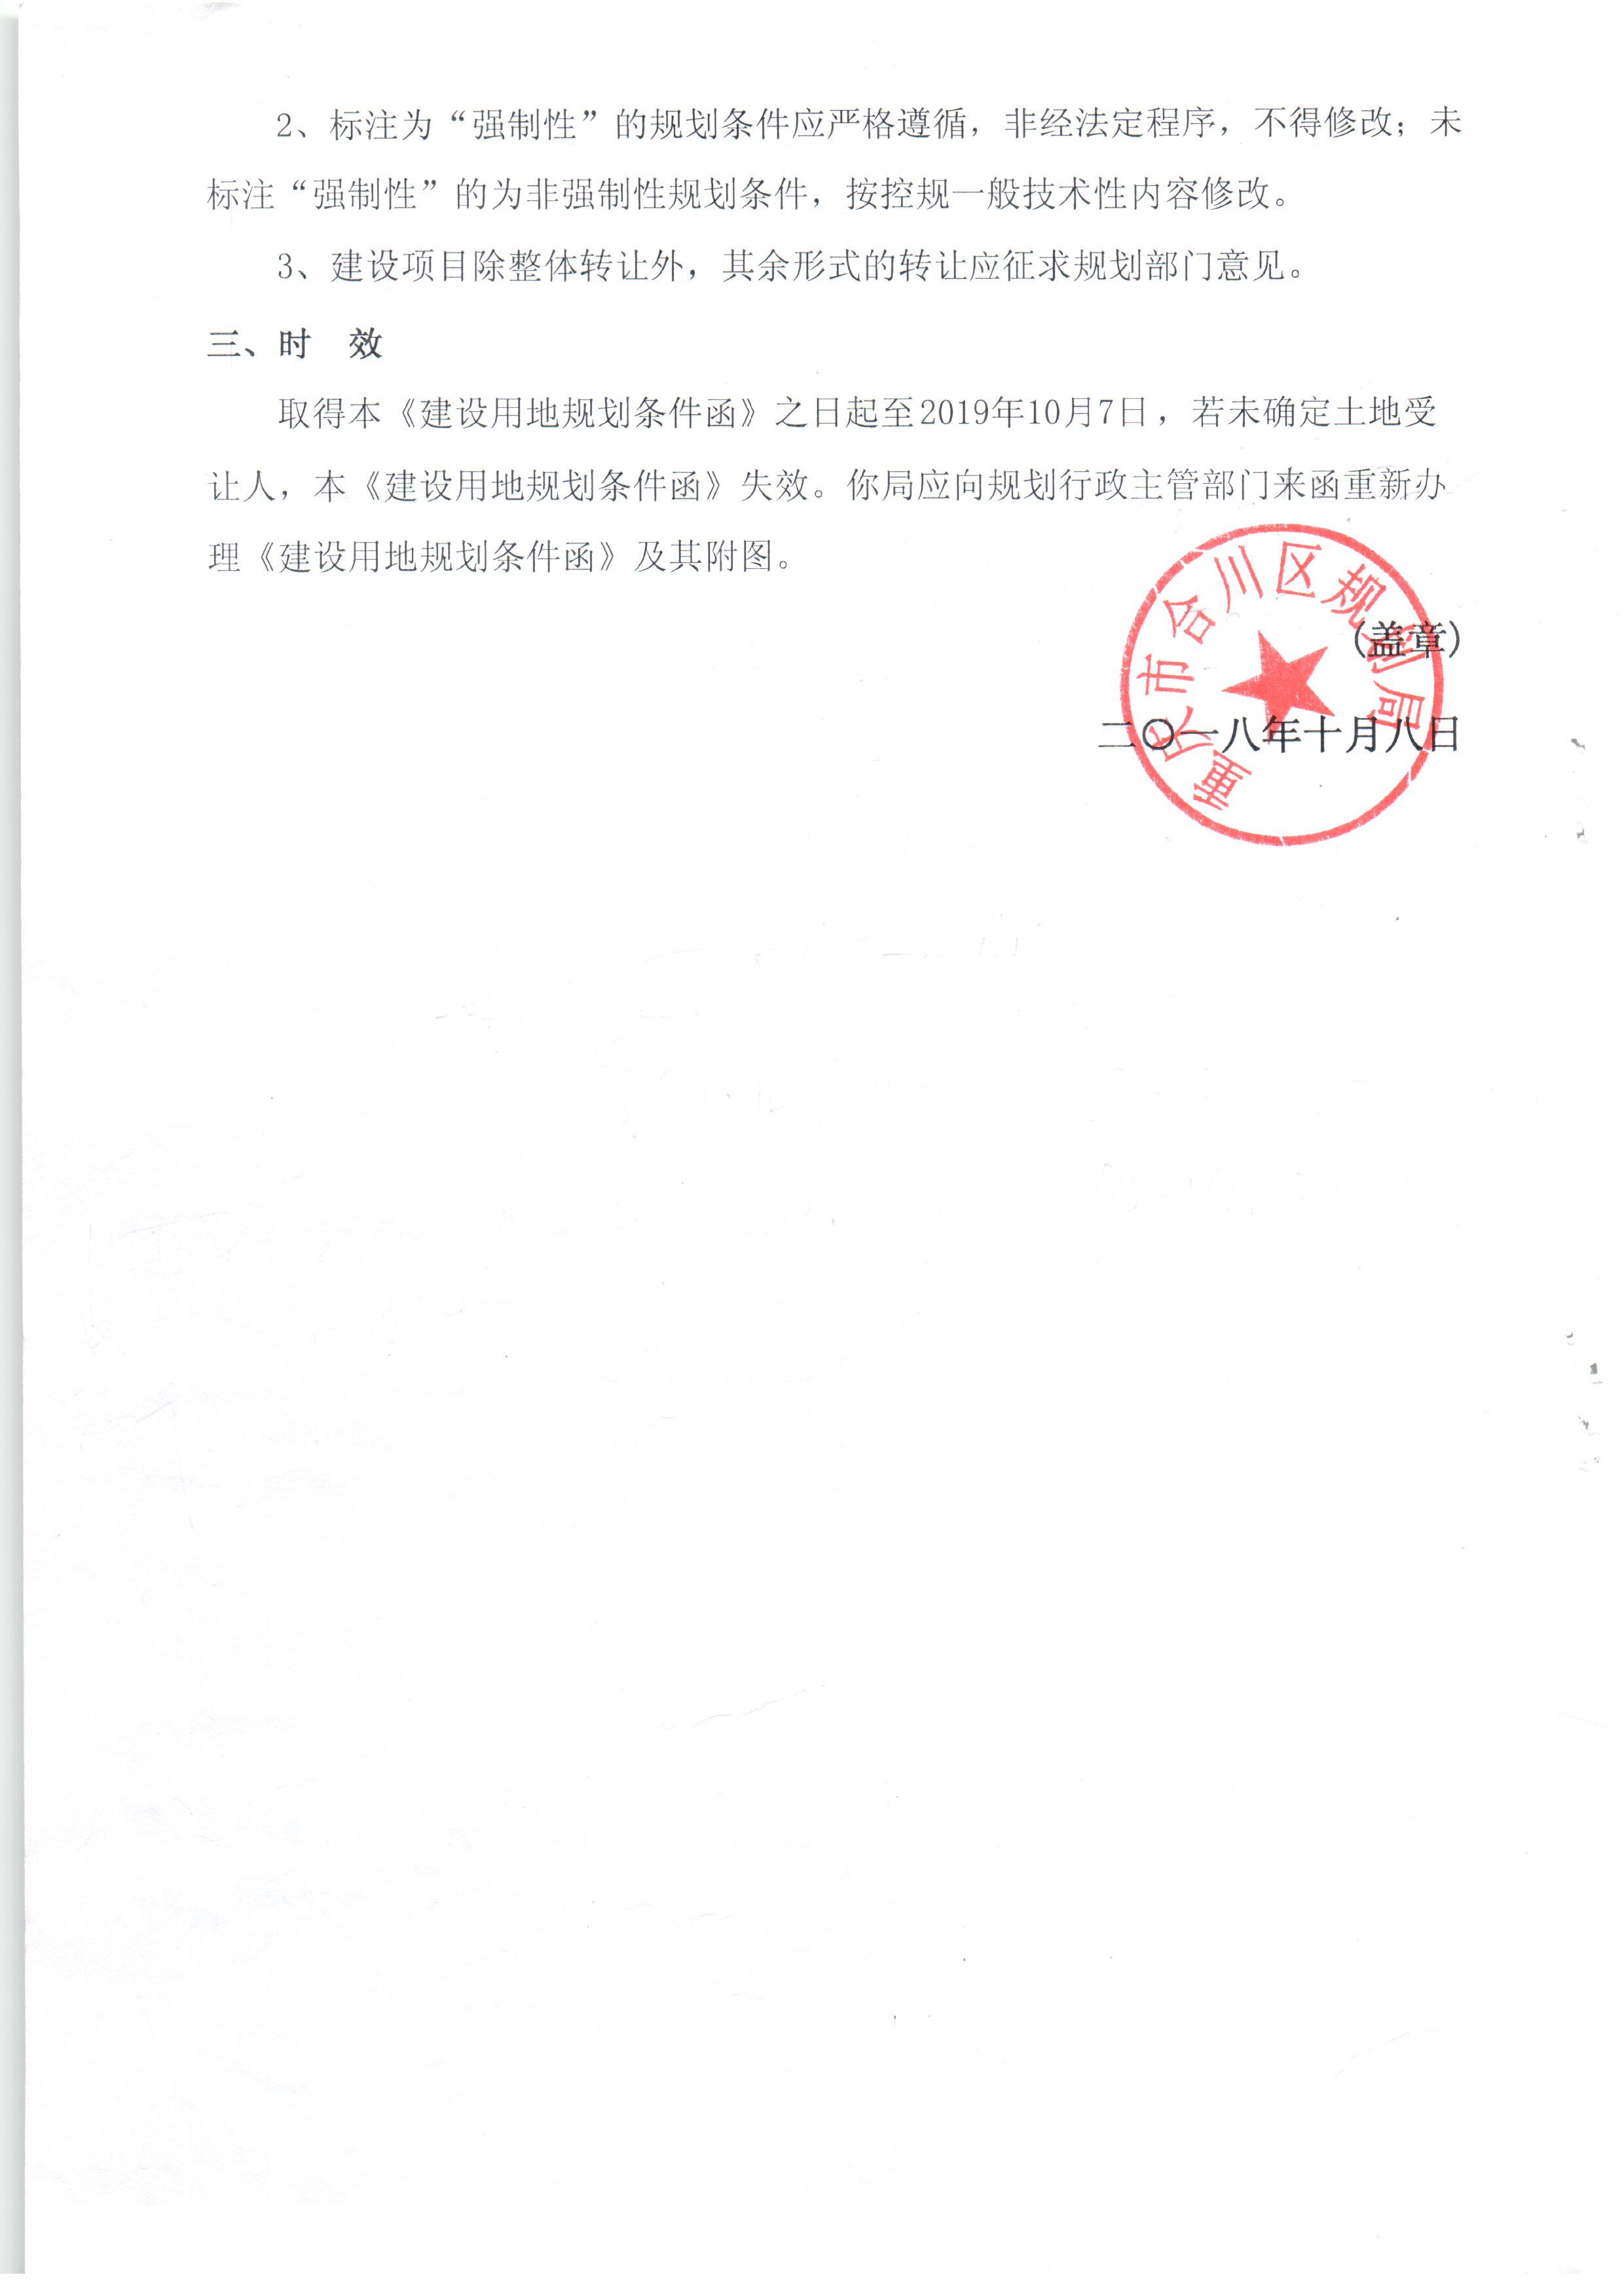 2、标注为“强制性”的规划条件应严格遵循，非经法定程序，不得修改；未
标注“强制性”的为非强制性规划条件，按控规一般技术性内容修改。
3、建设项目除整体转让外，其余形式的转让应征求规划部门意见。
三、时　效
取得本《建设用地规划条件函》之日起至2019年10月7日，若未确定土地受
让人，本《建设用地规划条件函》失效。你局应向规划行政主管部门来函重新办
理《建设用地规划条件函》及其附图。
重庆市合川区规划局
(盖章)
二〇一八年十月八日